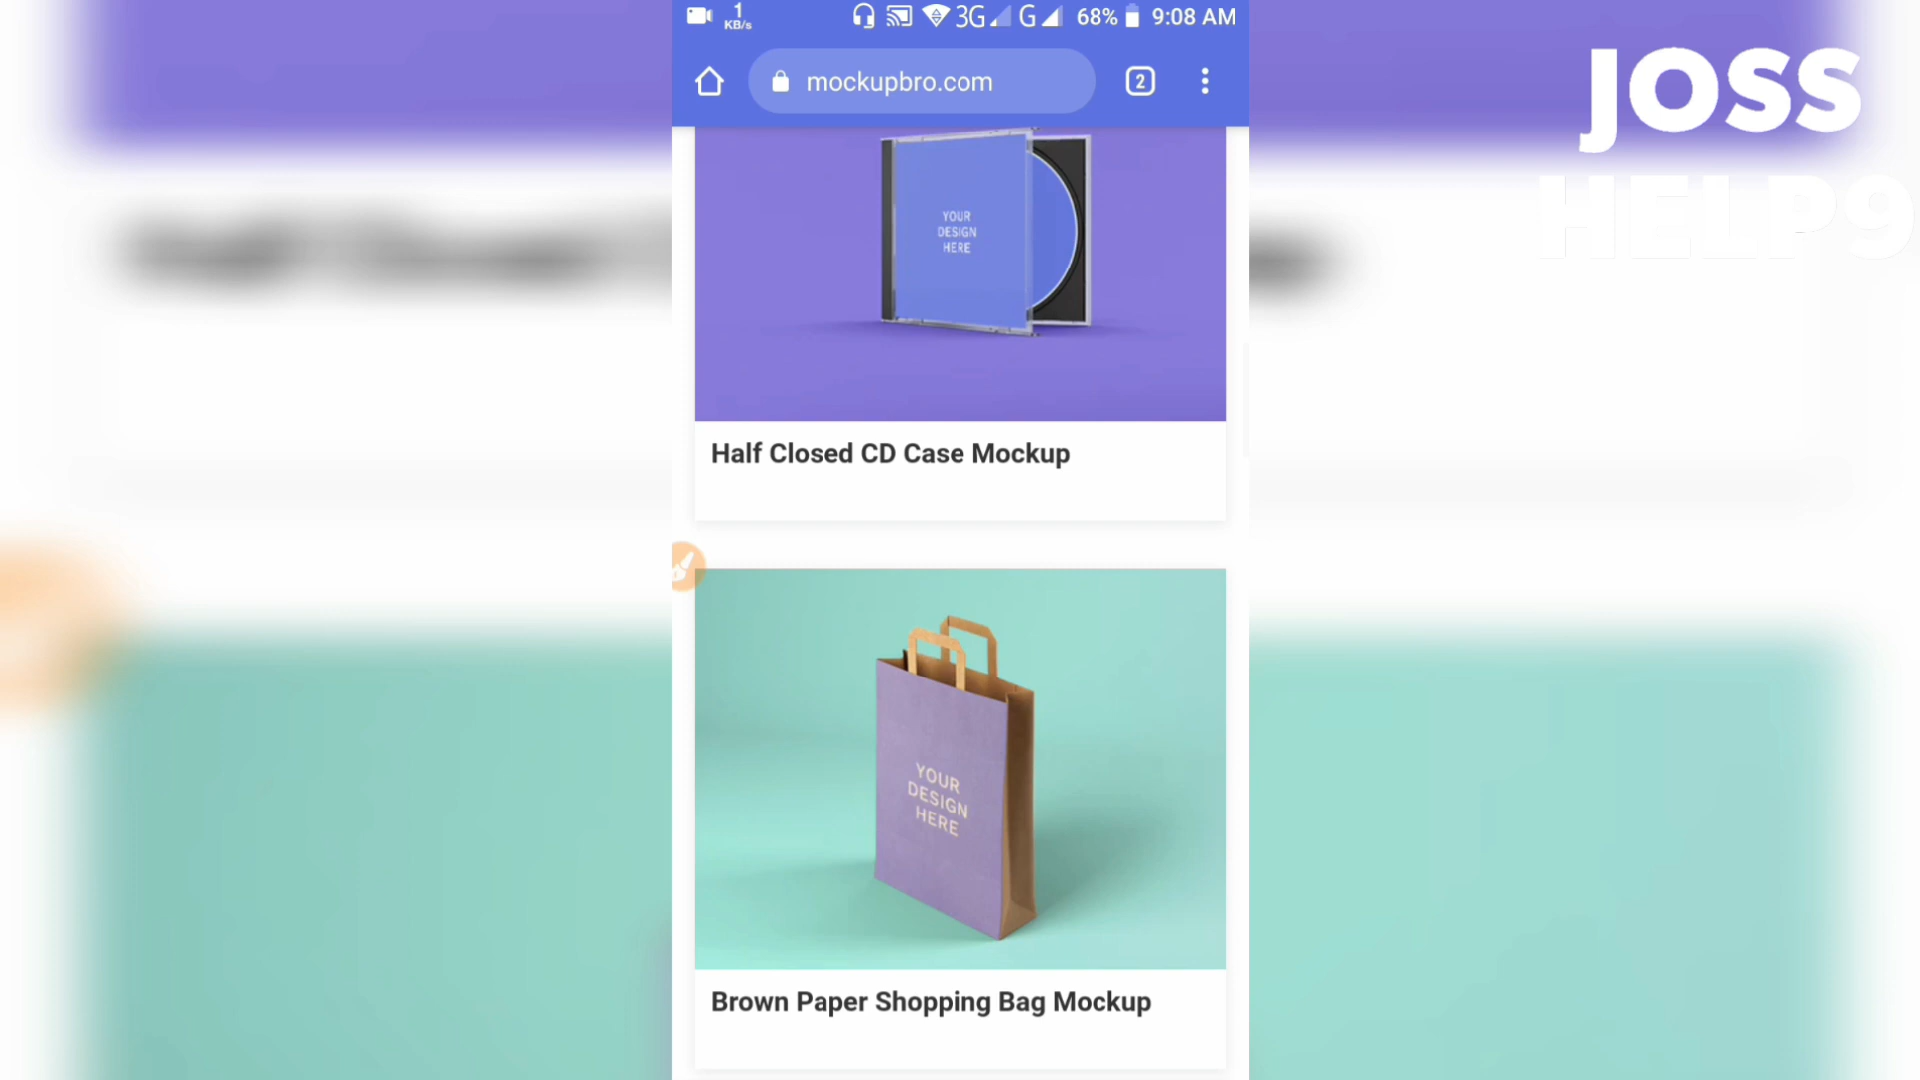 1
KB/s
3G
G
68%
9:08 AM
mockupbro.com
2
JOSS
HELP9
YOUR
DESIGN
HERE
Half Closed CD Case Mockup
YOUR
DESIGN
HERE
Brown Paper Shopping Bag Mockup